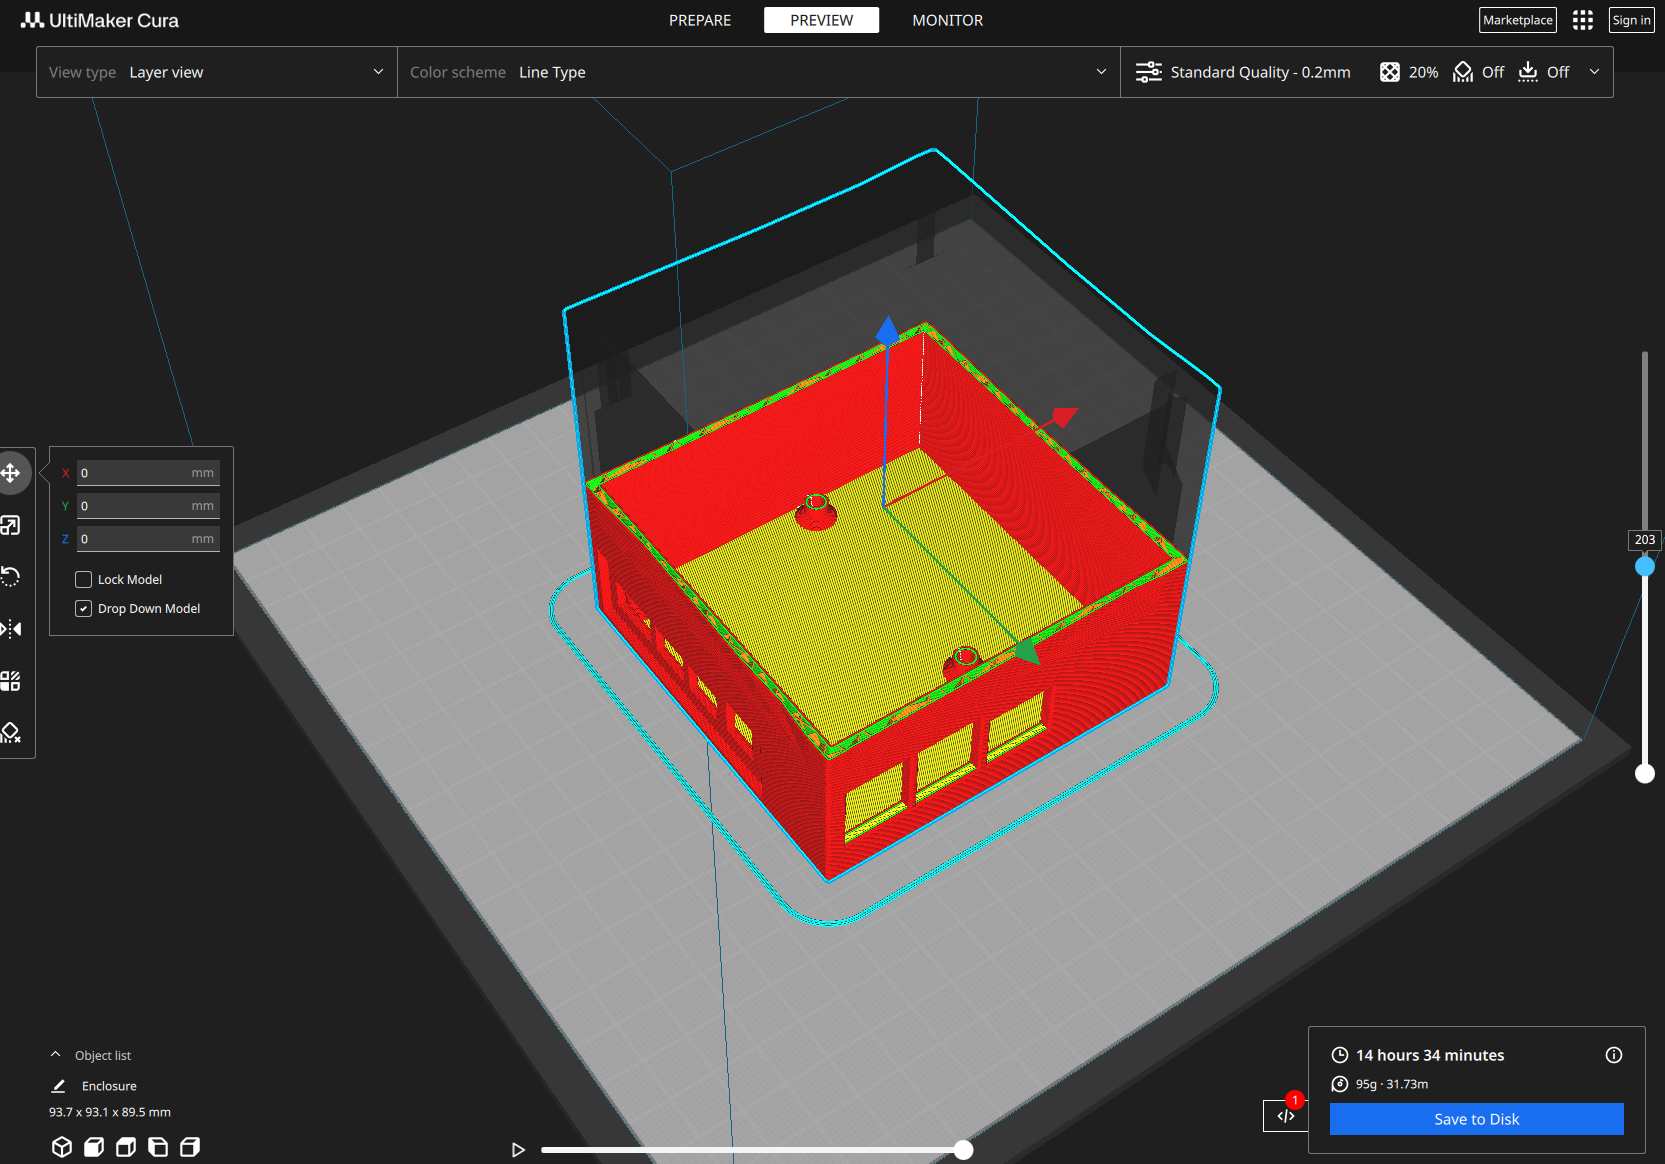 UltiMaker Cura
PREPARE
PREVIEW
MONITOR
Marketplace
Sign in
View type Layer view
Color scheme Line Type
Standard Quality - 0.2mm
20%
Off
Off
X 0 mm
Y 0 mm
Z 0 mm
Lock Model
Drop Down Model
203
Object list
Enclosure
93.7 x 93.1 x 89.5 mm
14 hours 34 minutes
95g · 31.73m
1
Save to Disk